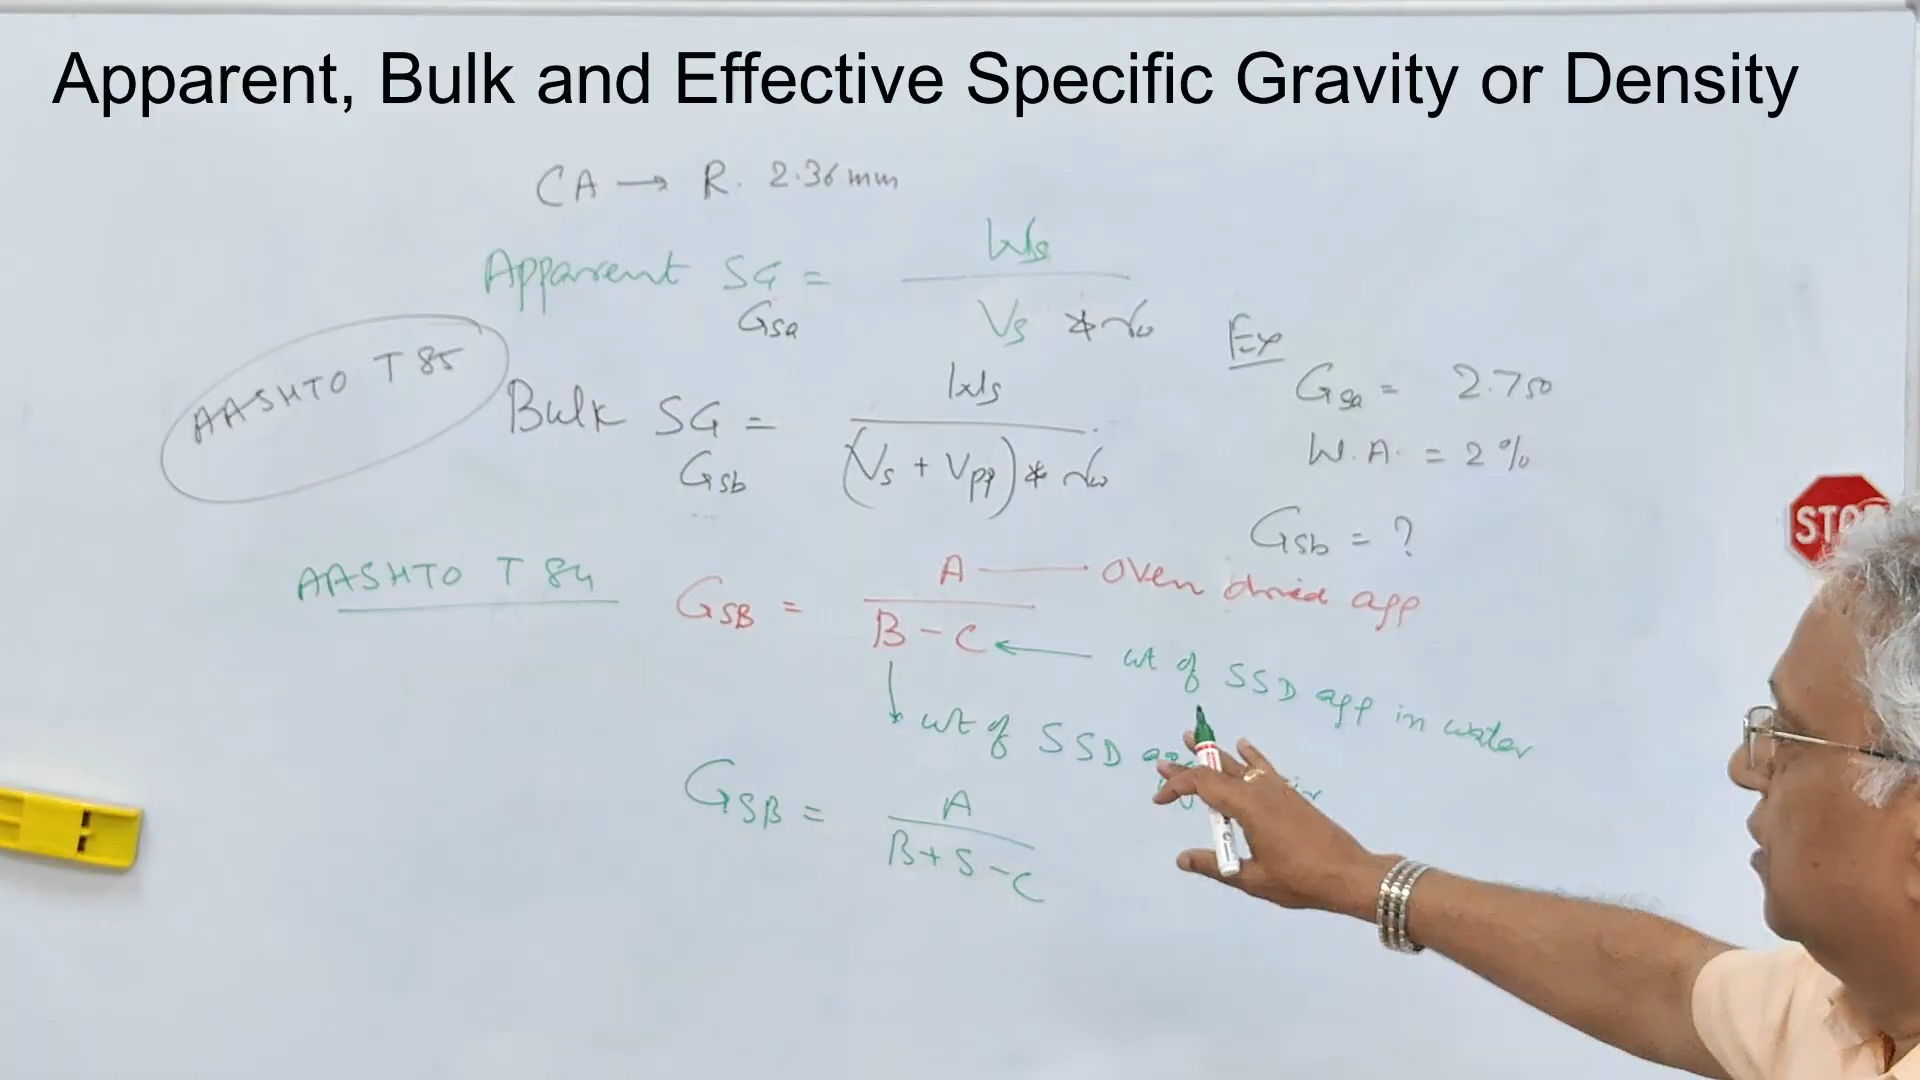 Apparent, Bulk and Effective Specific Gravity or Density
CA → R. 2.36 mm
Apparent SG = Ws / Vs * γw
Gsa
AASHTO T 85
Bulk SG = Ws / (Vs + Vpp) * γw
Gsb
Ex
Gsa = 2.750
W.A. = 2%
Gsb = ?
AASHTO T 84
GSB = A / B - C
A — oven dried agg
C ← wt of SSD agg in water
B ↓ wt of SSD
GSB = A / B + S - C
STO